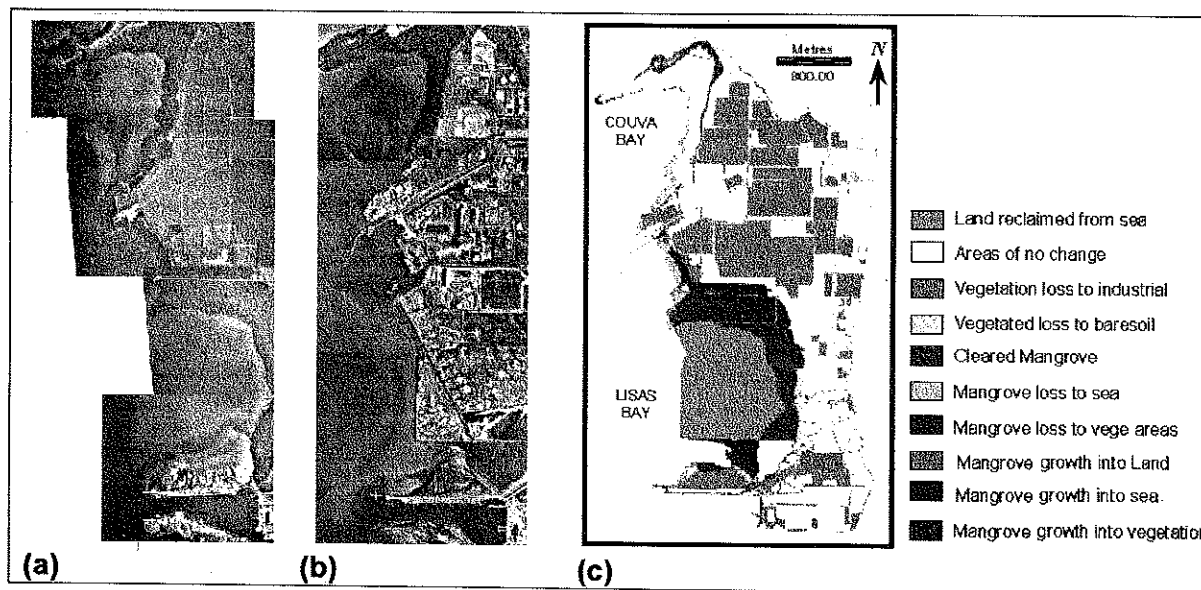 Metres
800.00
N
COUVA
BAY
LISAS
BAY
Land reclaimed from sea
Areas of no change
Vegetation loss to industrial
Vegetated loss to baresoil
Cleared Mangrove
Mangrove loss to sea
Mangrove loss to vege areas
Mangrove growth into Land
Mangrove growth into sea.
Mangrove growth into vegetation
(a)
(b)
(c)